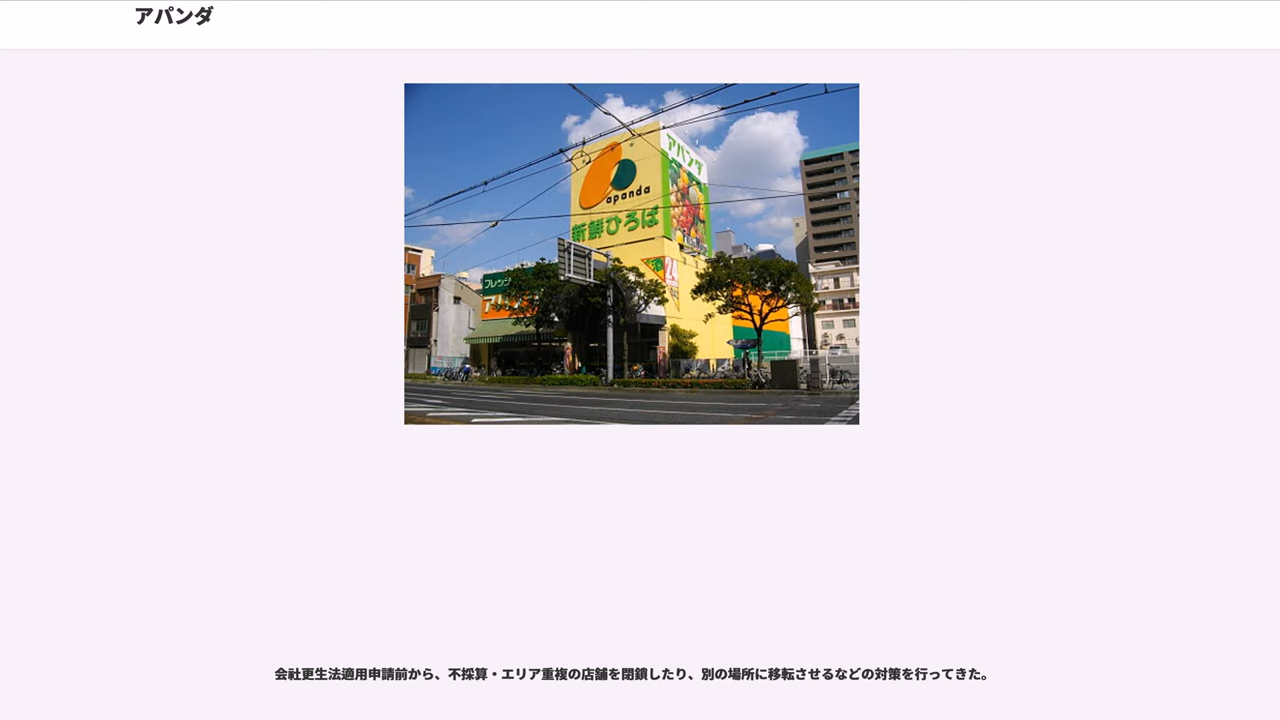 アパンダ
アパンダ
apanda
新鮮ひろば
会社更生法適用申請前から、不採算・エリア重複の店舗を閉鎖したり、別の場所に移転させるなどの対策を行ってきた。